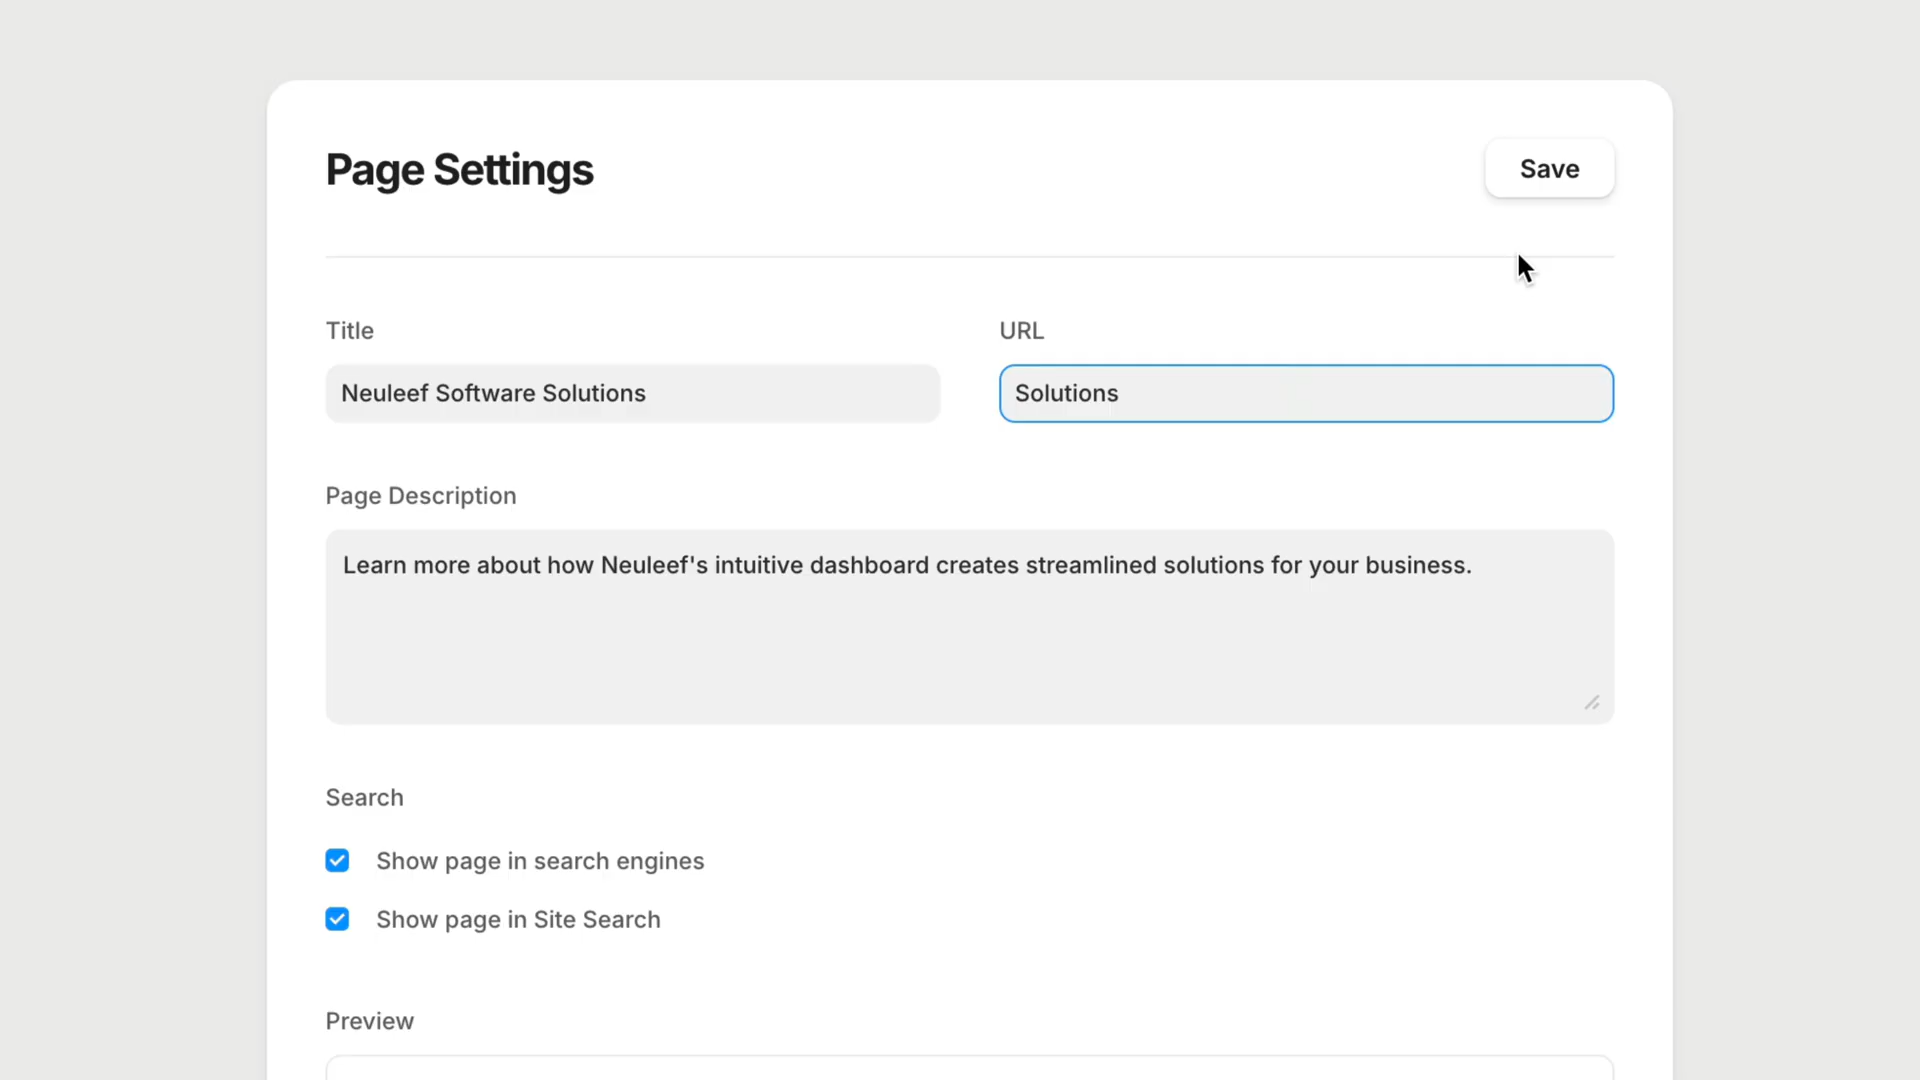 Page Settings
Save
Title
URL
Neuleef Software Solutions
Solutions
Page Description
Learn more about how Neuleef's intuitive dashboard creates streamlined solutions for your business.
Search
Show page in search engines
Show page in Site Search
Preview